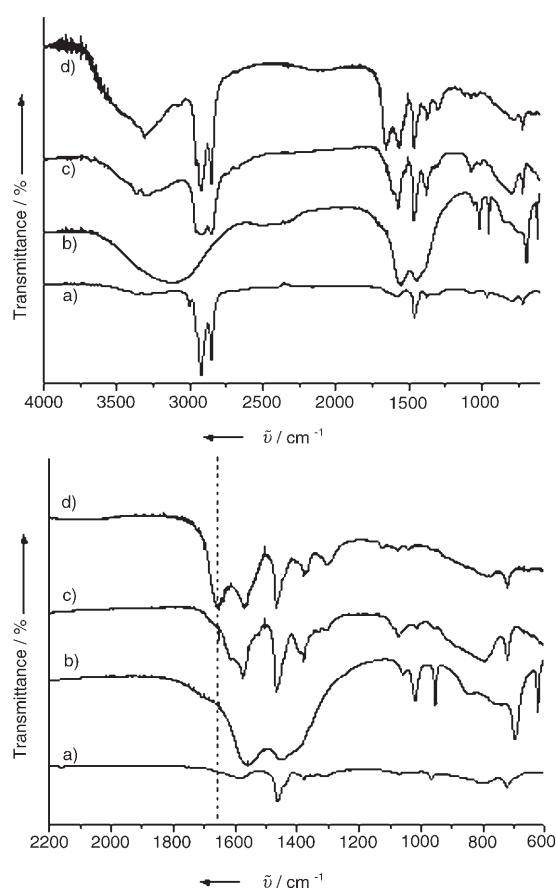 d)
c)
b)
a)
Transmittance / %
4000 3500 3000 2500 2000 1500 1000
ṽ / cm -1
d)
c)
b)
a)
Transmittance / %
2200 2000 1800 1600 1400 1200 1000 800 600
ṽ / cm -1